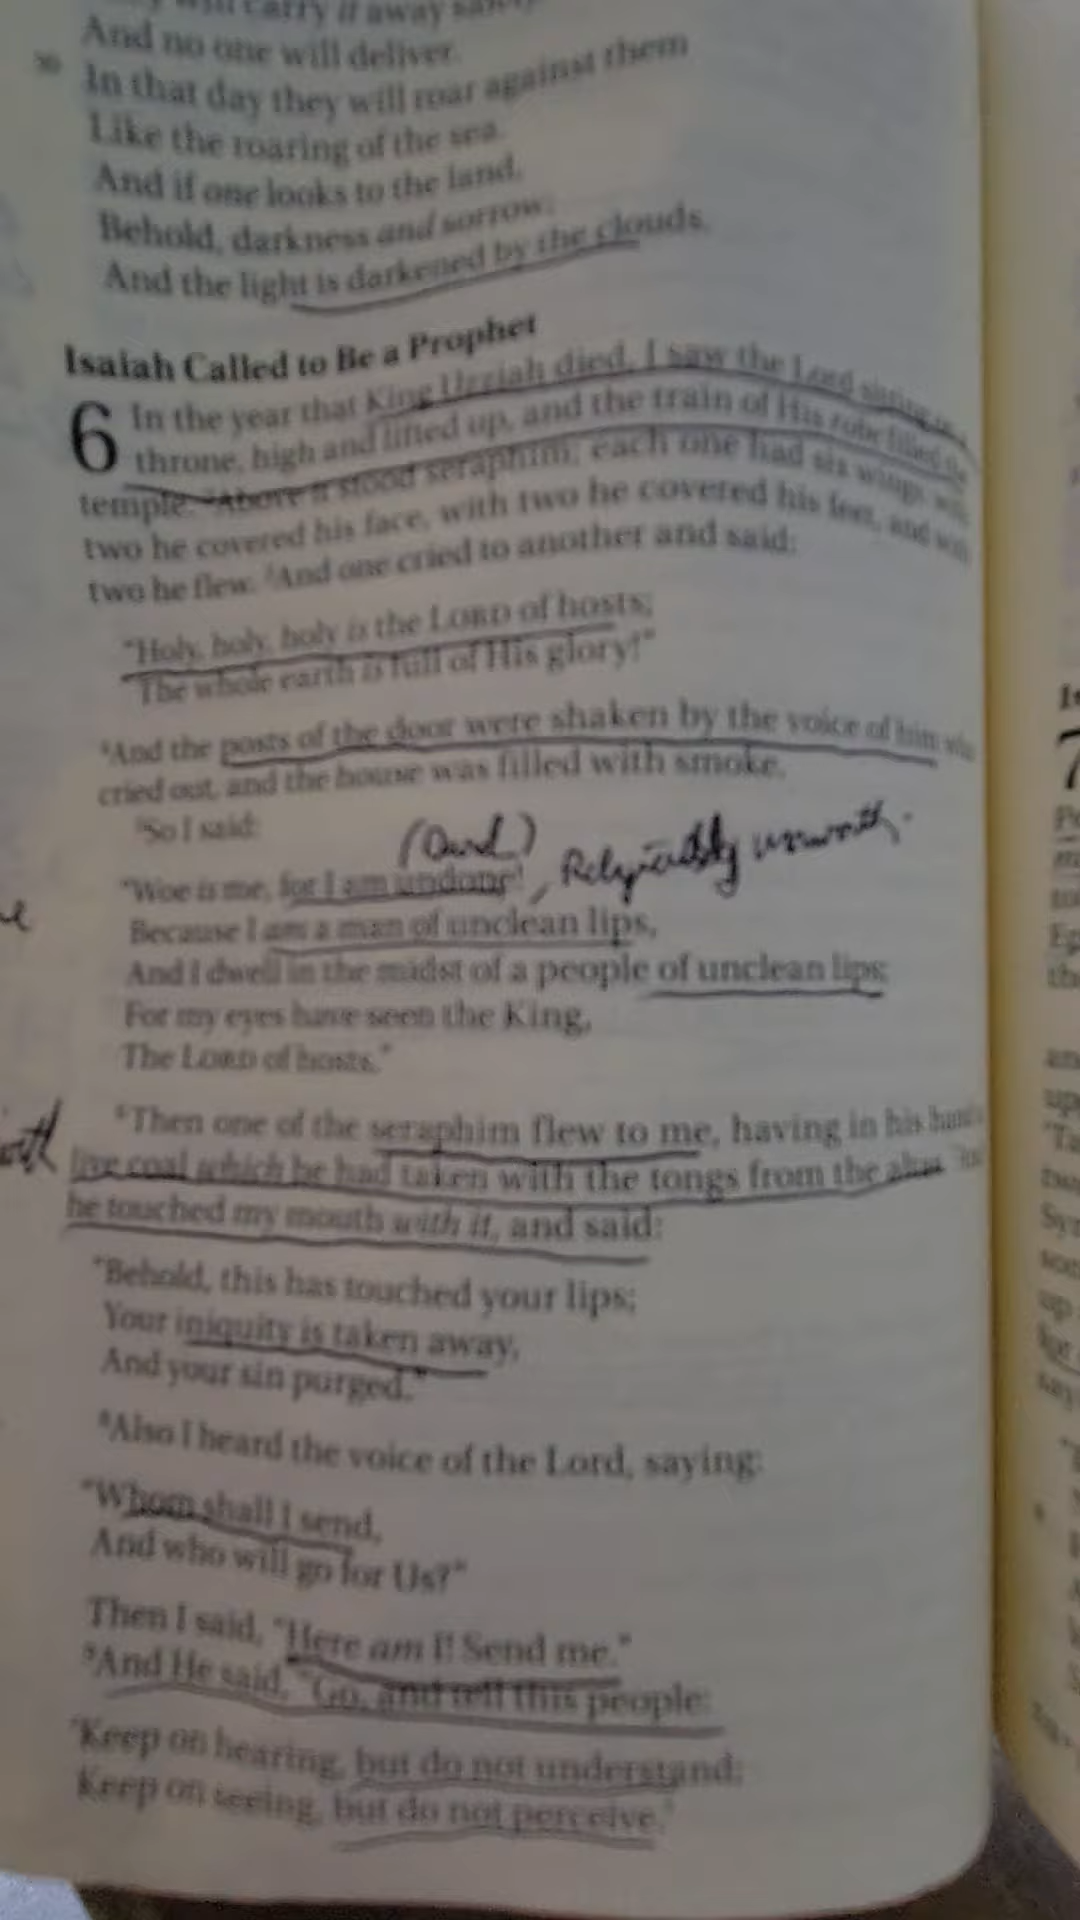 will carry it away
And no one will deliver.
30 In that day they will roar against them
Like the roaring of the sea.
And if one looks to the land,
Behold, darkness and sorrow;
And the light is darkened by the clouds.
Isaiah Called to Be a Prophet
6 In the year that King Uzziah died, I saw the Lord sitting on a
throne, high and lifted up, and the train of His robe filled the
temple. 2Above it stood seraphim; each one had six wings: with
two he covered his face, with two he covered his feet, and with
two he flew. 3And one cried to another and said:
"Holy, holy, holy is the LORD of hosts;
The whole earth is full of His glory!"
4And the posts of the door were shaken by the voice of him who
cried out, and the house was filled with smoke.
5So I said:
"Woe is me, for I am undone!
Because I am a man of unclean lips,
And I dwell in the midst of a people of unclean lips;
For my eyes have seen the King,
The LORD of hosts."
6Then one of the seraphim flew to me, having in his hand a
live coal which he had taken with the tongs from the altar.
he touched my mouth with it, and said:
"Behold, this has touched your lips;
Your iniquity is taken away,
And your sin purged."
8Also I heard the voice of the Lord, saying:
"Whom shall I send,
And who will go for Us?"
Then I said, "Here am I! Send me."
9And He said, "Go, and tell this people:
'Keep on hearing, but do not understand;
Keep on seeing, but do not perceive.'
7